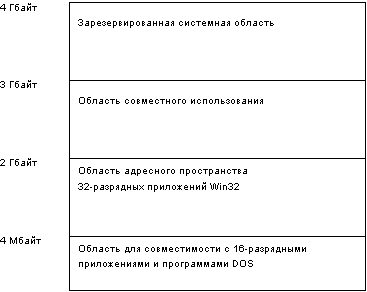 4 Гбайт
Зарезервированная системная область
3 Гбайт
Область совместного использования
2 Гбайт
Область адресного пространства
32-разрядных приложений Win32
4 Мбайт
Область для совместимости с 16-разрядными
приложениями и программами DOS